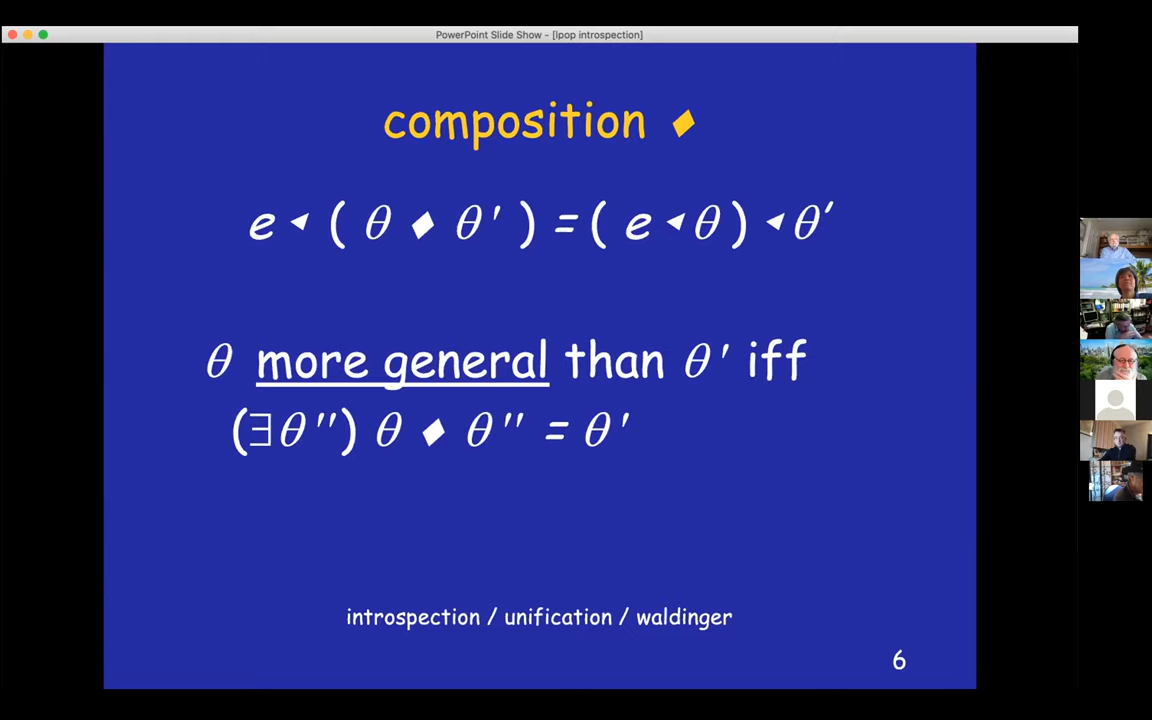 PowerPoint Slide Show - [lpop introspection]
composition ♦
e ◂ ( θ ♦ θ ′ ) = ( e ◂ θ ) ◂ θ′
θ more general than θ ′ iff
(∃θ ″) θ ♦ θ ″ = θ ′
introspection / unification / waldinger
6